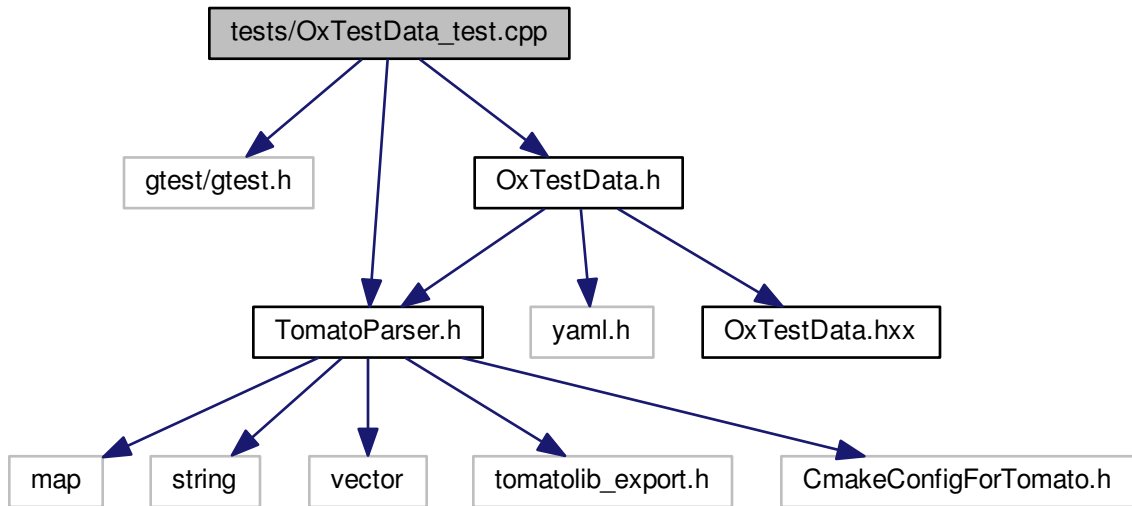 tests/OxTestData_test.cpp
gtest/gtest.h
OxTestData.h
TomatoParser.h
yaml.h
OxTestData.hxx
map
string
vector
tomatolib_export.h
CmakeConfigForTomato.h